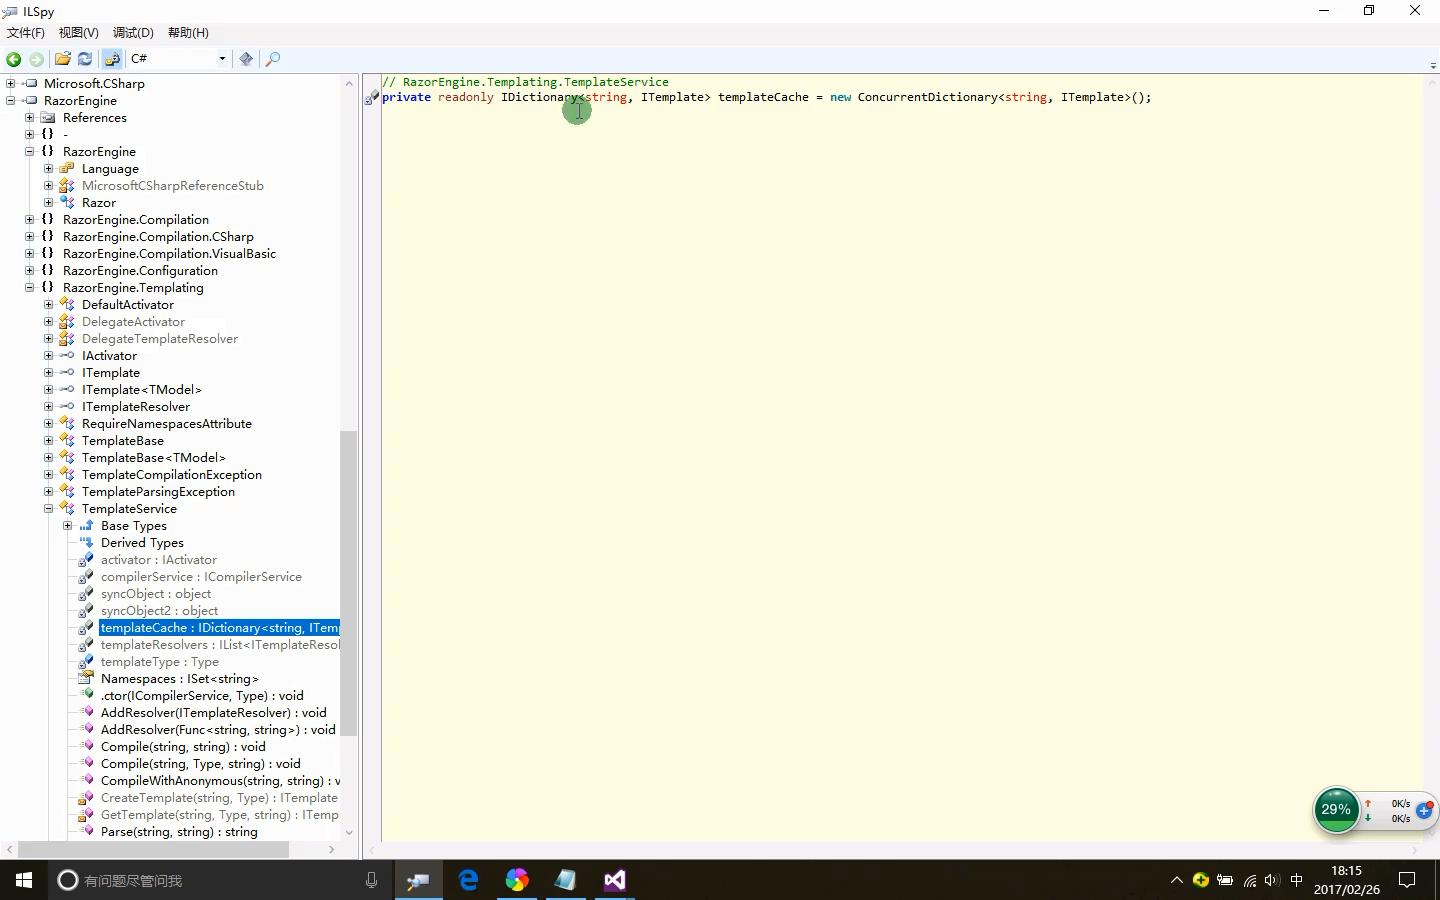 ILSpy
文件(F) 视图(V) 调试(D) 帮助(H)
C#
Microsoft.CSharp
RazorEngine
References
-
RazorEngine
Language
MicrosoftCSharpReferenceStub
Razor
RazorEngine.Compilation
RazorEngine.Compilation.CSharp
RazorEngine.Compilation.VisualBasic
RazorEngine.Configuration
RazorEngine.Templating
DefaultActivator
DelegateActivator
DelegateTemplateResolver
IActivator
ITemplate
ITemplate<TModel>
ITemplateResolver
RequireNamespacesAttribute
TemplateBase
TemplateBase<TModel>
TemplateCompilationException
TemplateParsingException
TemplateService
Base Types
Derived Types
activator : IActivator
compilerService : ICompilerService
syncObject : object
syncObject2 : object
templateCache : IDictionary<string, ITem
templateResolvers : IList<ITemplateResol
templateType : Type
Namespaces : ISet<string>
.ctor(ICompilerService, Type) : void
AddResolver(ITemplateResolver) : void
AddResolver(Func<string, string>) : void
Compile(string, string) : void
Compile(string, Type, string) : void
CompileWithAnonymous(string, string) : v
CreateTemplate(string, Type) : ITemplate
GetTemplate(string, Type, string) : ITemp
Parse(string, string) : string
// RazorEngine.Templating.TemplateService
private readonly IDictionary<string, ITemplate> templateCache = new ConcurrentDictionary<string, ITemplate>();
29%
0K/s
0K/s
有问题尽管问我
中
18:15
2017/02/26